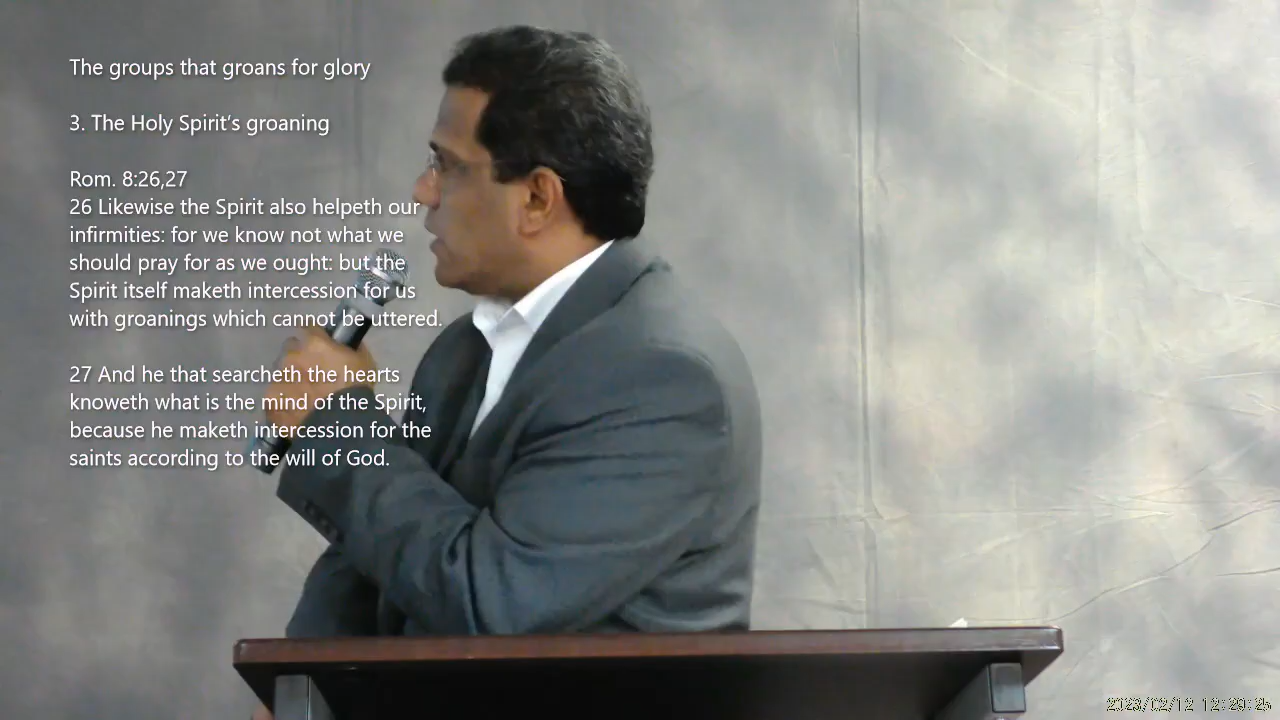 The groups that groans for glory
3. The Holy Spirit’s groaning
Rom. 8:26,27
26 Likewise the Spirit also helpeth our
infirmities: for we know not what we
should pray for as we ought: but the
Spirit itself maketh intercession for us
with groanings which cannot be uttered.
27 And he that searcheth the hearts
knoweth what is the mind of the Spirit,
because he maketh intercession for the
saints according to the will of God.